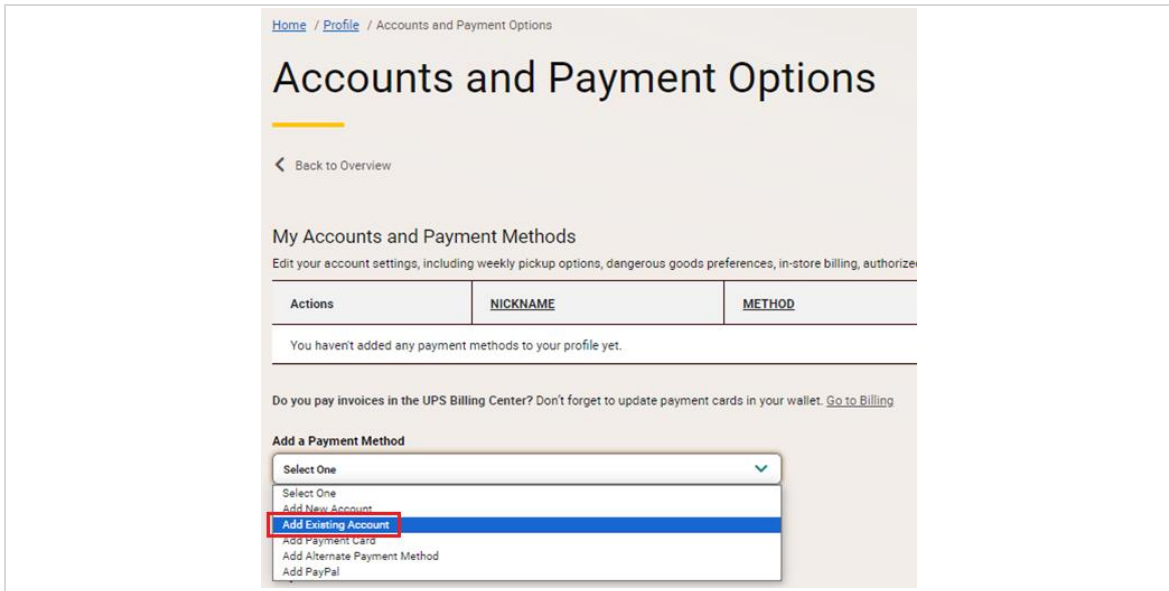 Home / Profile / Accounts and Payment Options
Accounts and Payment Options
Back to Overview
My Accounts and Payment Methods
Edit your account settings, including weekly pickup options, dangerous goods preferences, in-store billing, authorize
Actions NICKNAME METHOD
You haven't added any payment methods to your profile yet.
Do you pay invoices in the UPS Billing Center? Don't forget to update payment cards in your wallet. Go to Billing
Add a Payment Method
Select One
Select One
Add New Account
Add Existing Account
Add Payment Card
Add Alternate Payment Method
Add PayPal